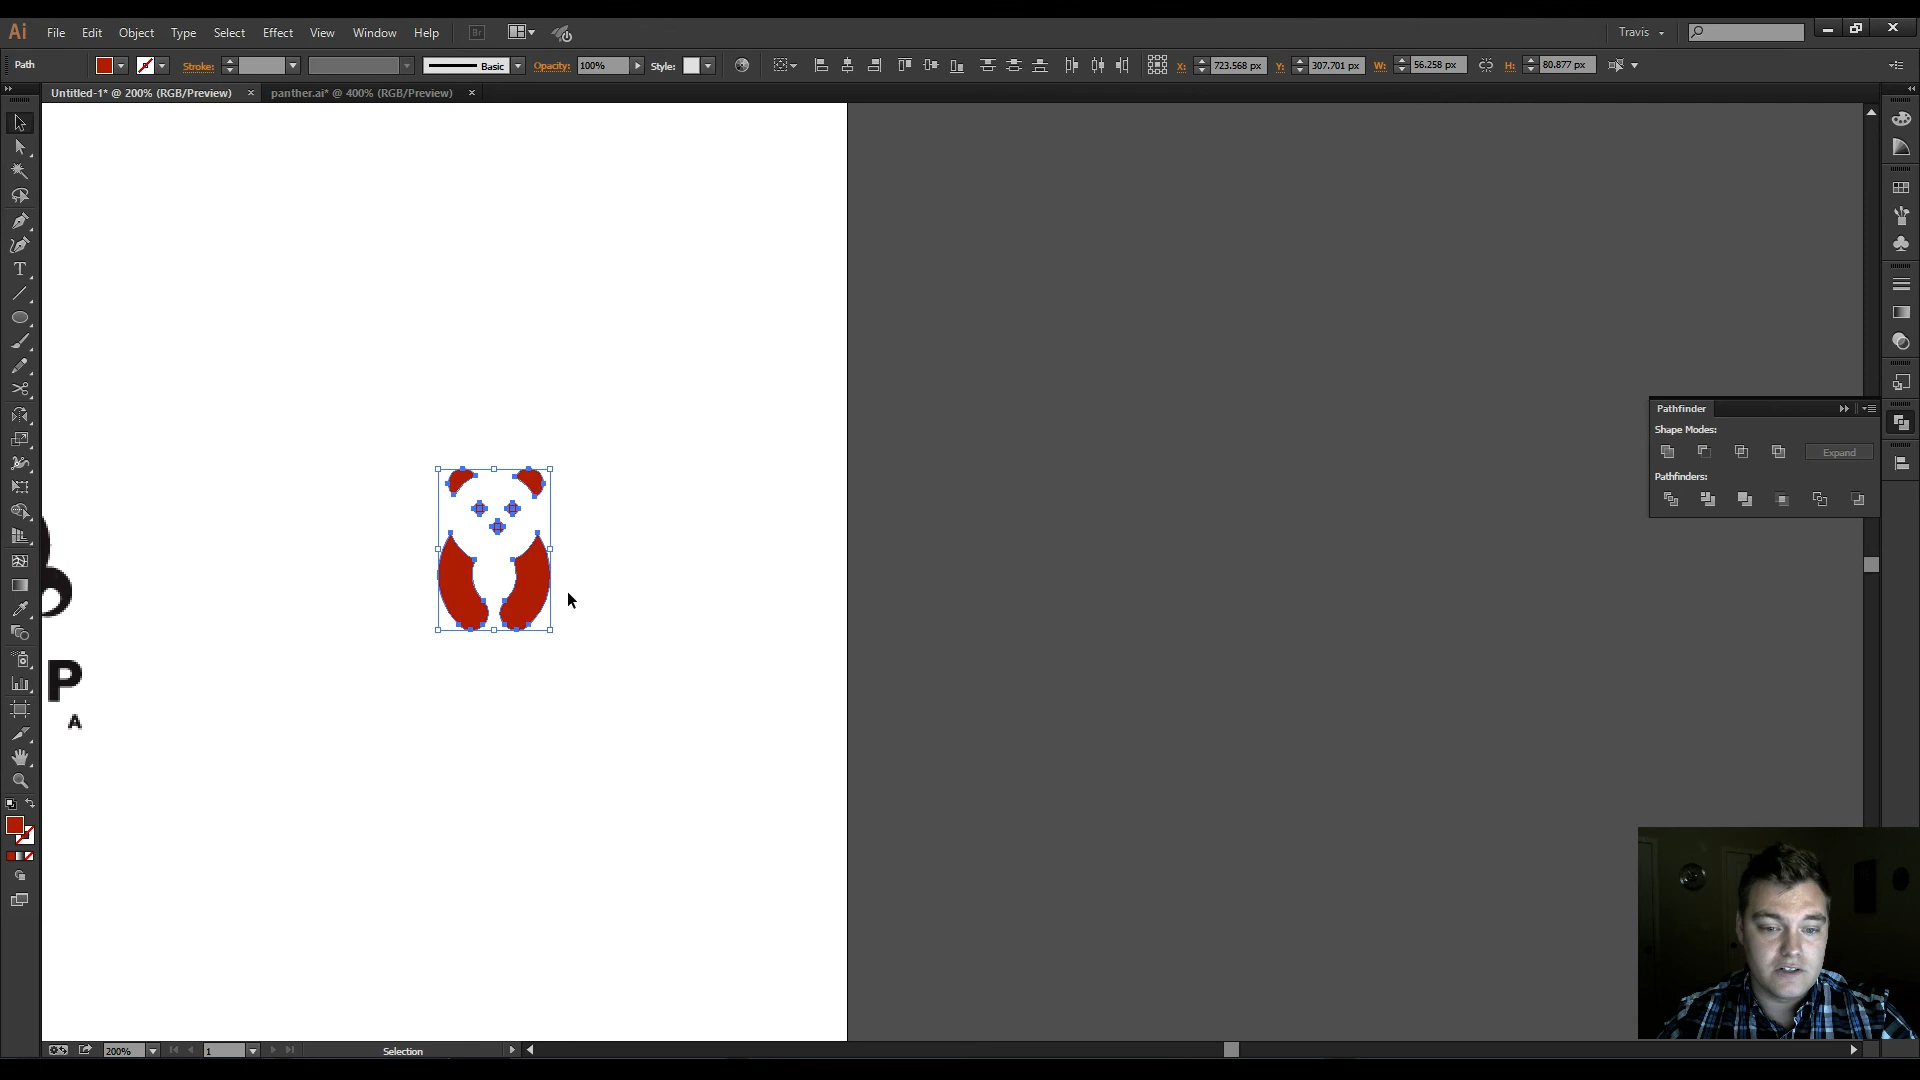 Ai File Edit Object Type Select Effect View Window Help Br Travis
Path Stroke: Basic Opacity: 100% Style: X: 723.568 px Y: 307.701 px W: 56.258 px H: 80.877 px
Untitled-1* @ 200% (RGB/Preview) × panther.ai* @ 400% (RGB/Preview) ×
Pathfinder
Shape Modes:
Expand
Pathfinders:
P
A
200% 1 Selection